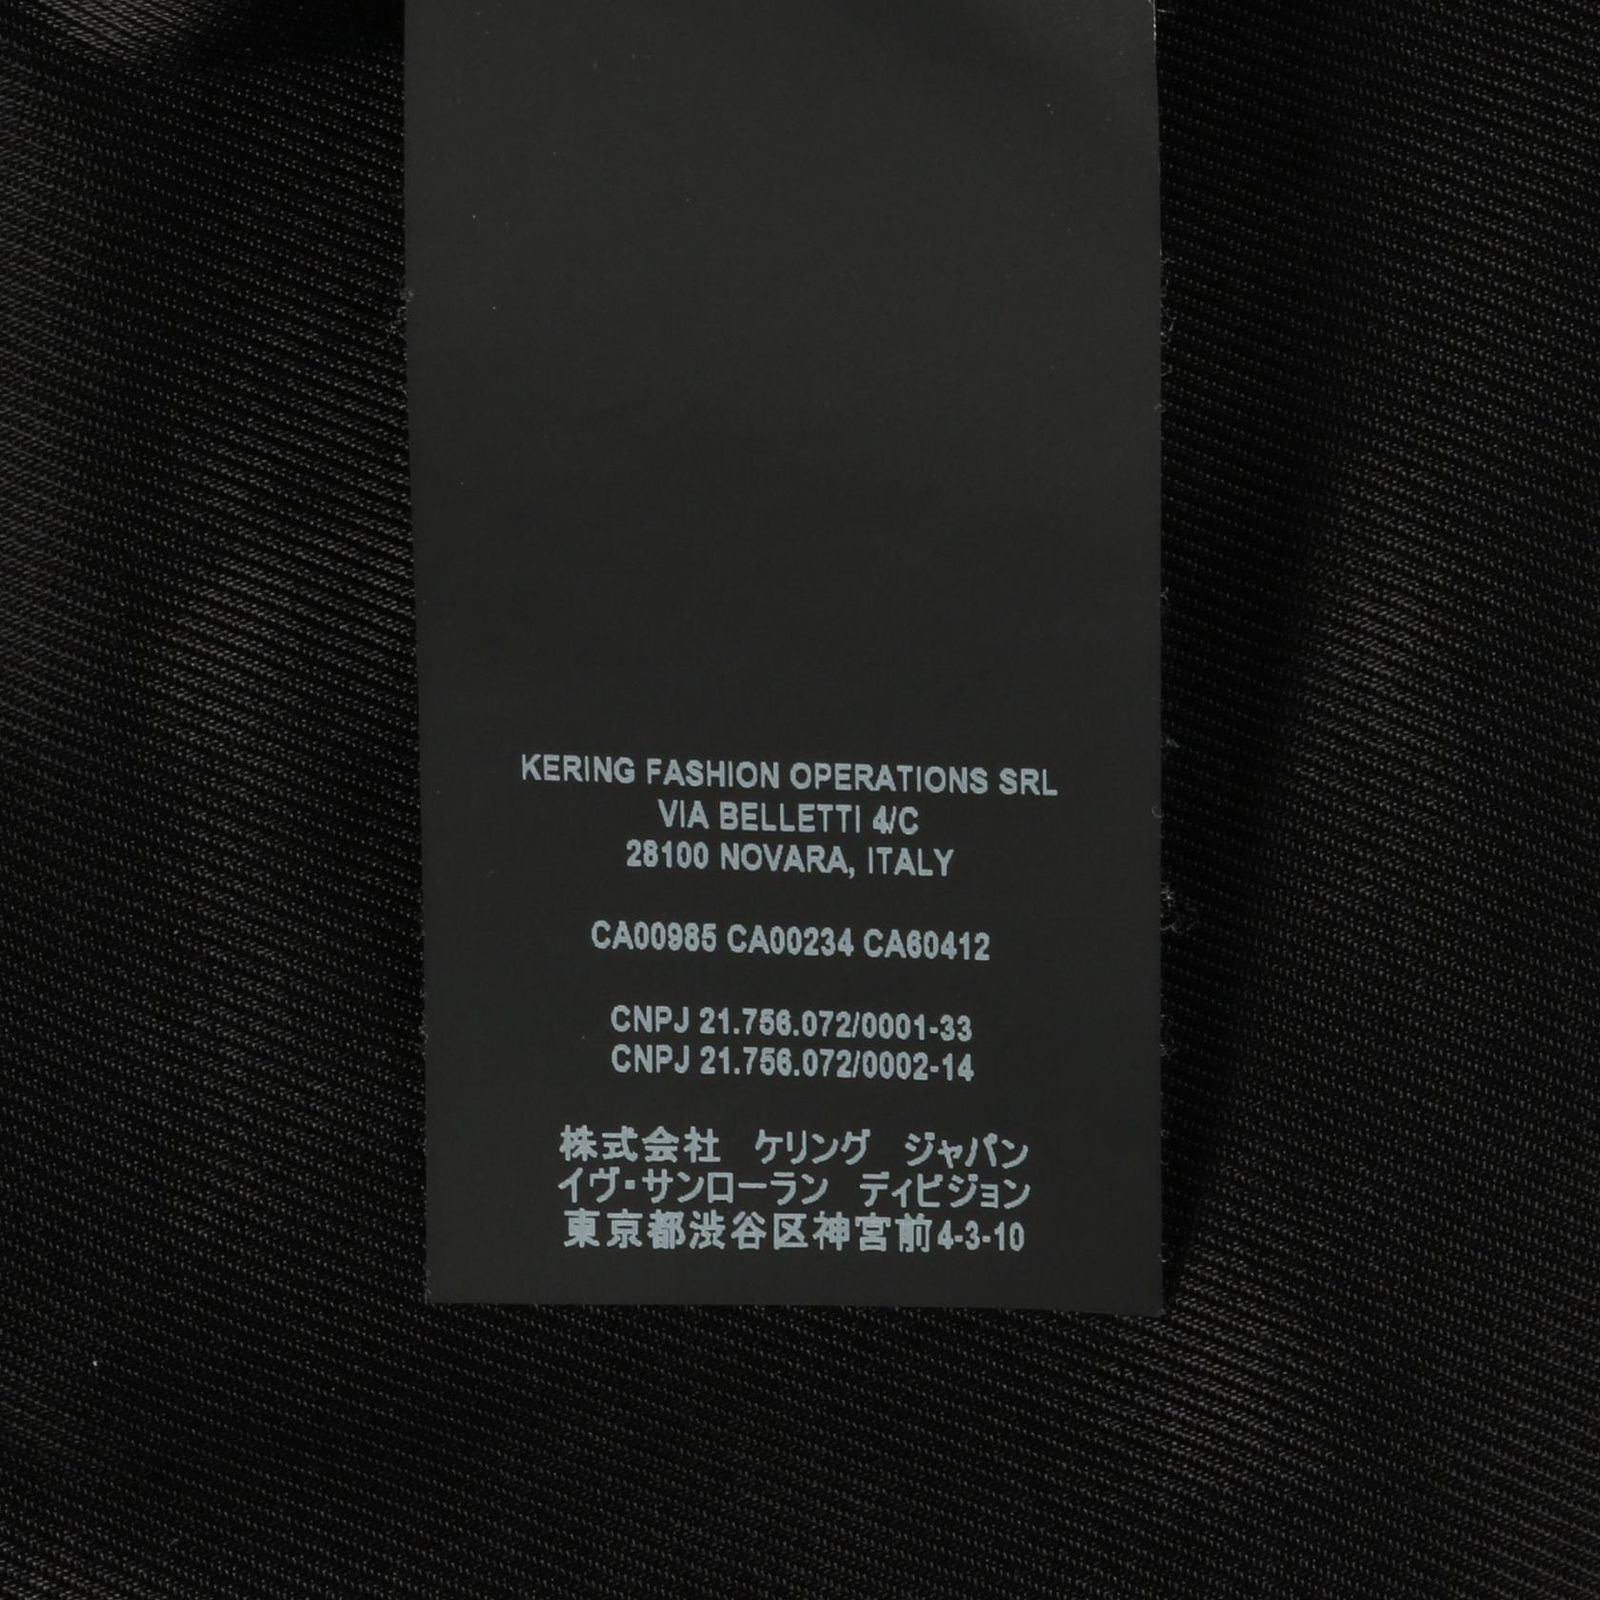 KERING FASHION OPERATIONS SRL
VIA BELLETTI 4/C
28100 NOVARA, ITALY
CA00985 CA00234 CA60412
CNPJ 21.756.072/0001-33
CNPJ 21.756.072/0002-14
株式会社　ケリング　ジャパン
イヴ・サンローラン　ディビジョン
東京都渋谷区神宮前4-3-10